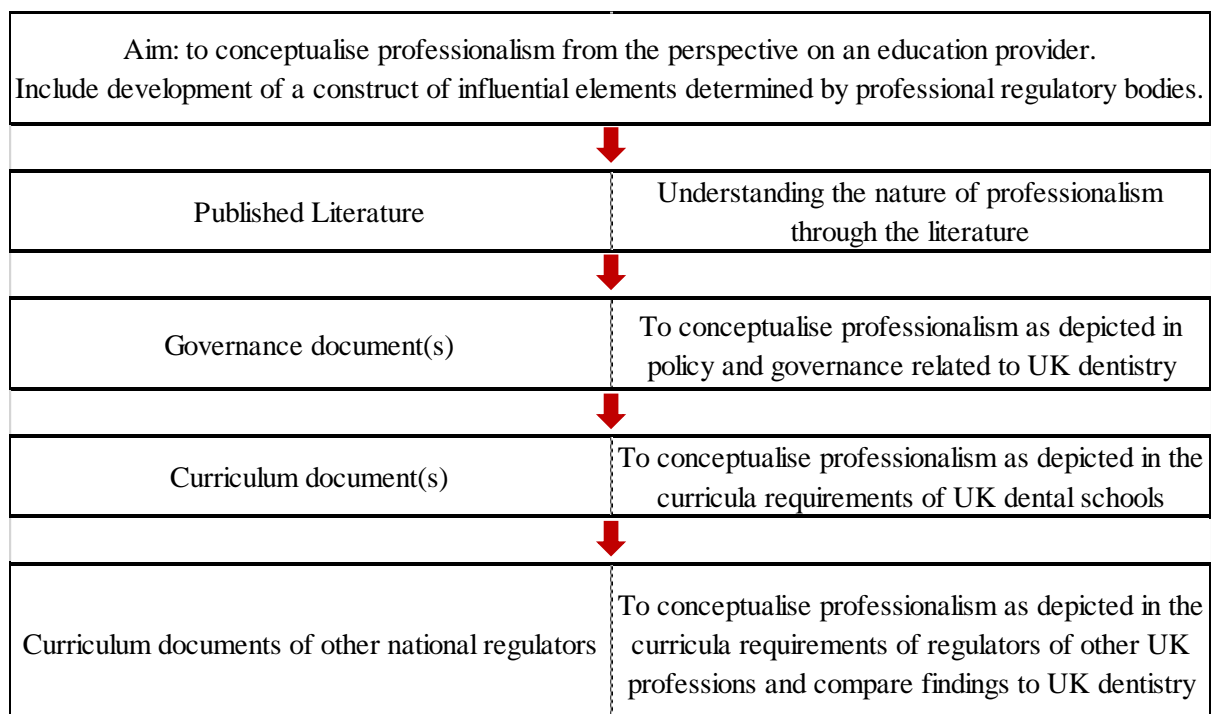 Aim: to conceptualise professionalism from the perspective on an education provider.
Include development of a construct of influential elements determined by professional regulatory bodies.
Published Literature
Understanding the nature of professionalism
through the literature
Governance document(s)
To conceptualise professionalism as depicted in
policy and governance related to UK dentistry
Curriculum document(s)
To conceptualise professionalism as depicted in the
curricula requirements of UK dental schools
Curriculum documents of other national regulators
To conceptualise professionalism as depicted in the
curricula requirements of regulators of other UK
professions and compare findings to UK dentistry